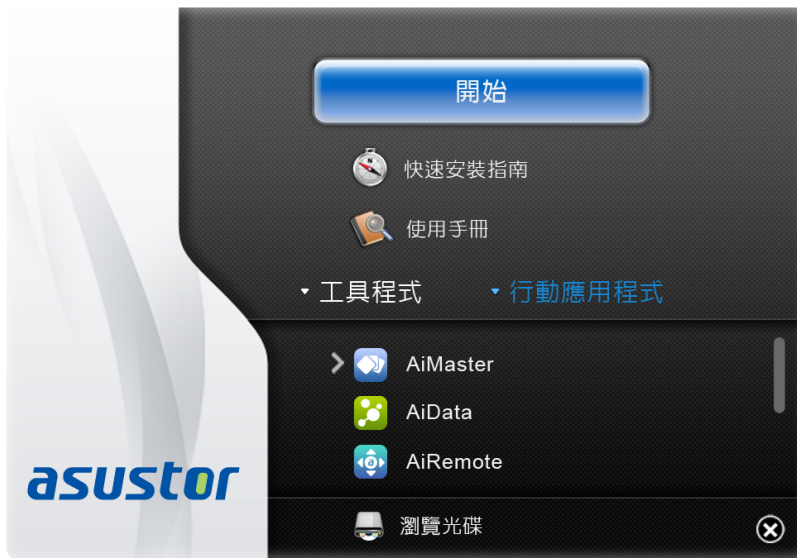 開始
快速安裝指南
使用手冊
工具程式 行動應用程式
AiMaster
AiData
AiRemote
asustor
瀏覽光碟